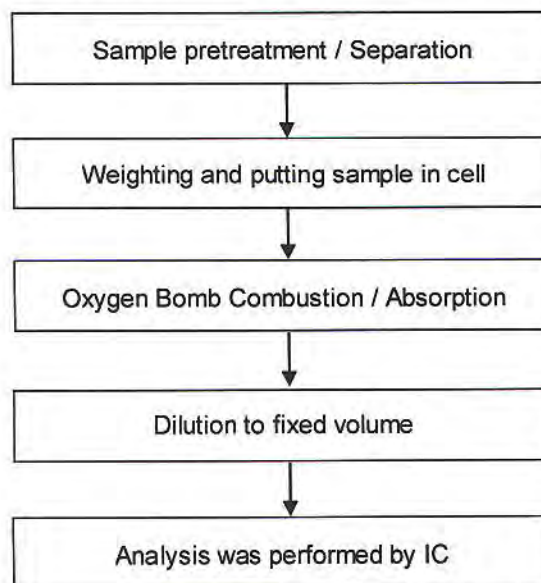 Sample pretreatment / Separation
Weighting and putting sample in cell
Oxygen Bomb Combustion / Absorption
Dilution to fixed volume
Analysis was performed by IC